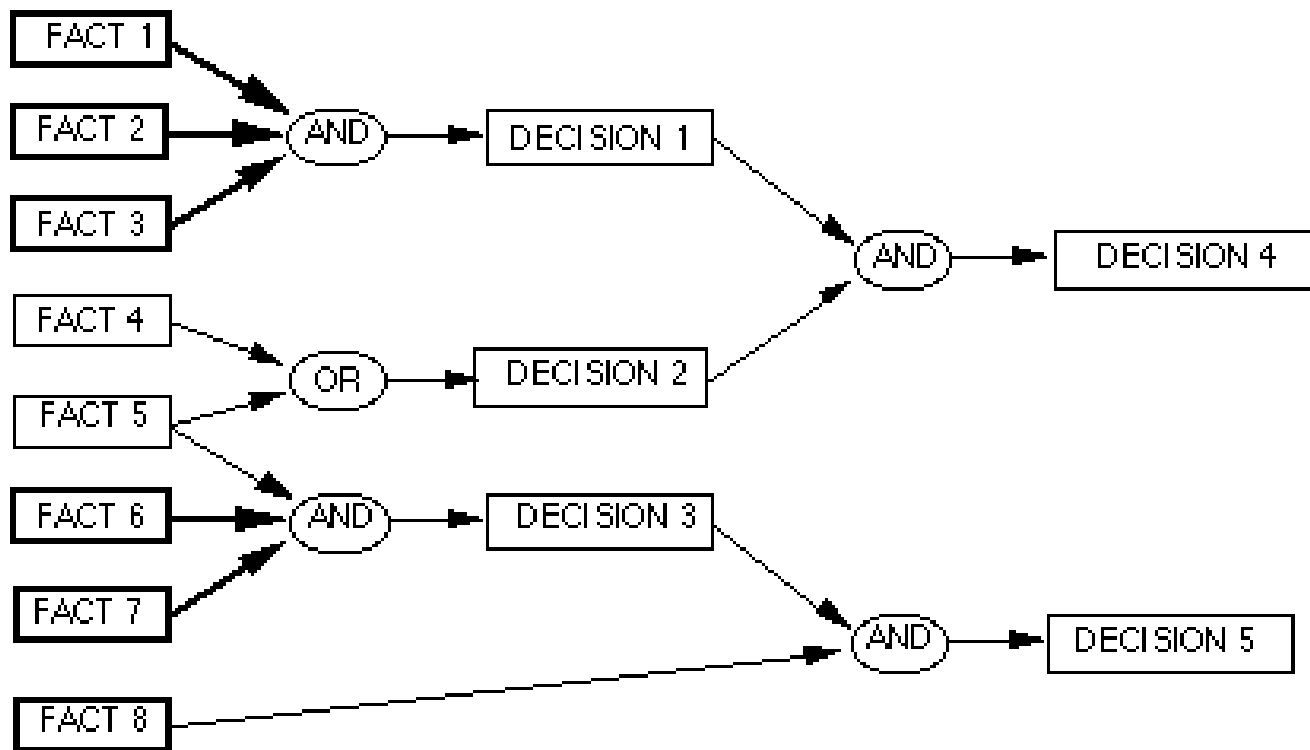 FACT 1
FACT 2
AND
DECISION 1
FACT 3
AND
DECISION 4
FACT 4
OR
DECISION 2
FACT 5
FACT 6
AND
DECISION 3
FACT 7
AND
DECISION 5
FACT 8